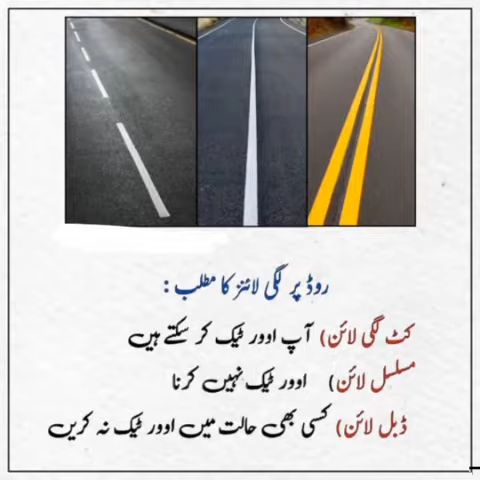 روڈ پر لگی لائنز کا مطلب :
کٹ لگی لائن) آپ اوور ٹیک کر سکتے ہیں
مسلسل لائن) اوور ٹیک نہیں کرنا
ڈبل لائن) کسی بھی حالت میں اوور ٹیک نہ کریں